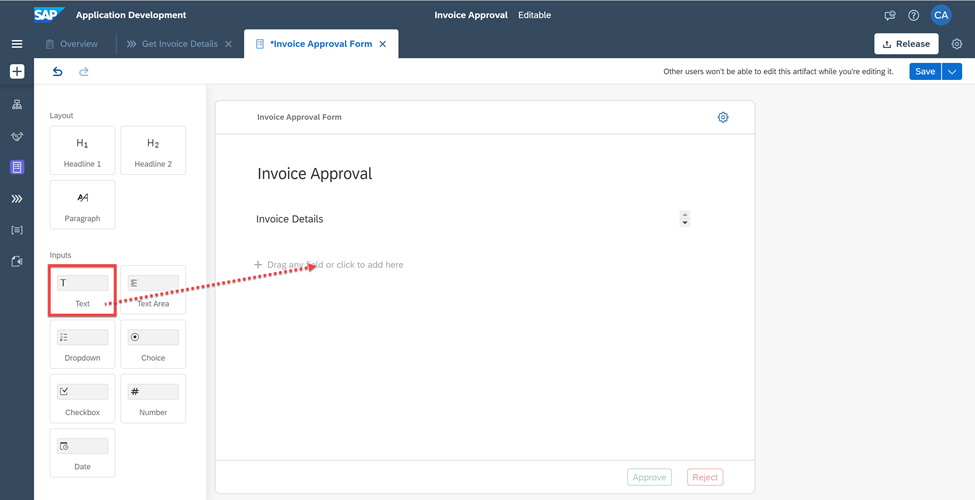 SAP Application Development Invoice Approval Editable CA
Overview Get Invoice Details *Invoice Approval Form Release
Other users won't be able to edit this artifact while you're editing it. Save
Layout
H1 H2
Headline 1 Headline 2
Paragraph
Inputs
Text Text Area
Dropdown Choice
Checkbox Number
Date
Invoice Approval Form
Invoice Approval
Invoice Details
+ Drag any field or click to add here
Approve Reject